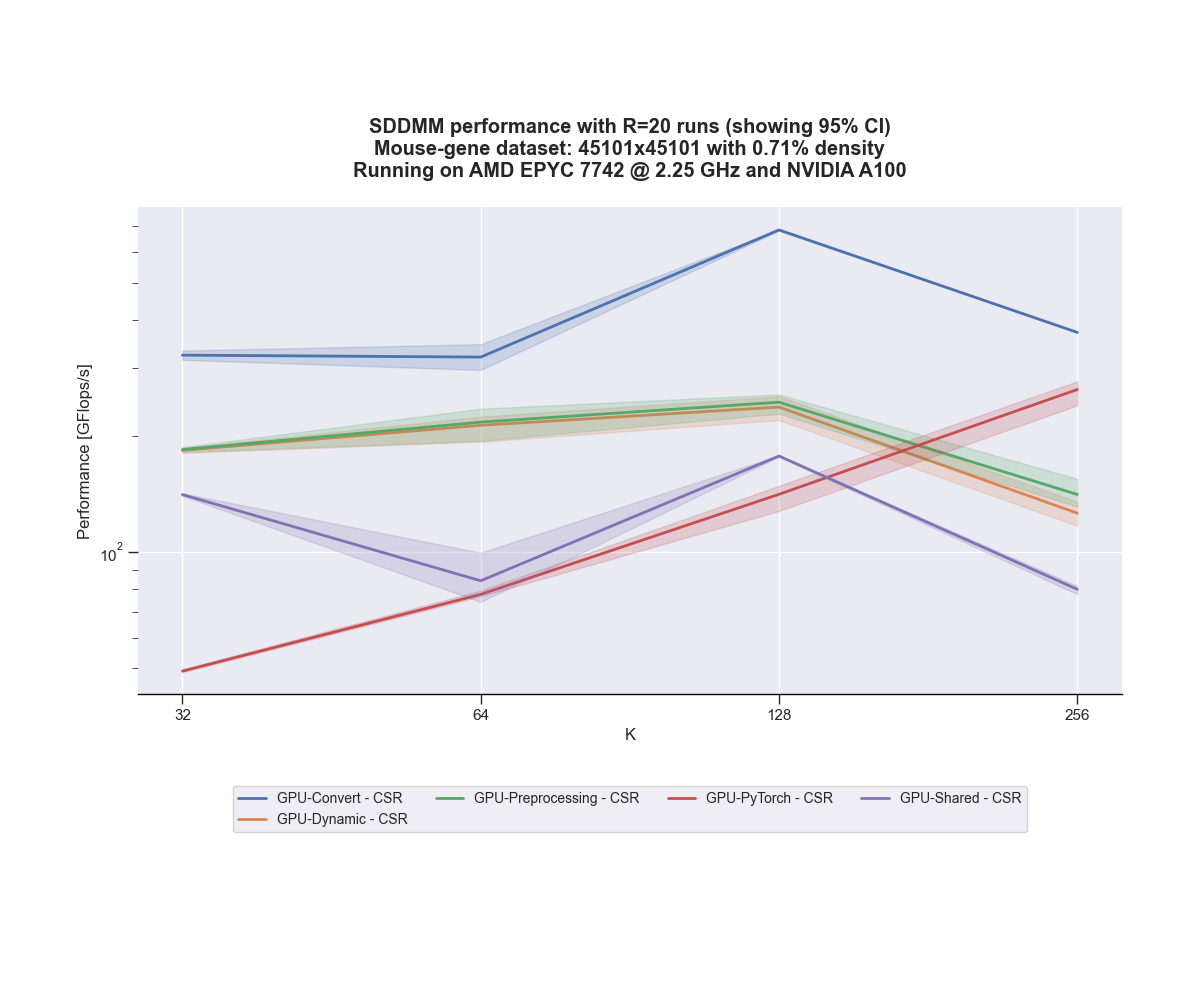 SDDMM performance with R=20 runs (showing 95% CI)
Mouse-gene dataset: 45101x45101 with 0.71% density
Running on AMD EPYC 7742 @ 2.25 GHz and NVIDIA A100
Performance [GFlops/s]
10²
32 64 128 256
K
GPU-Convert - CSR GPU-Preprocessing - CSR GPU-PyTorch - CSR GPU-Shared - CSR
GPU-Dynamic - CSR